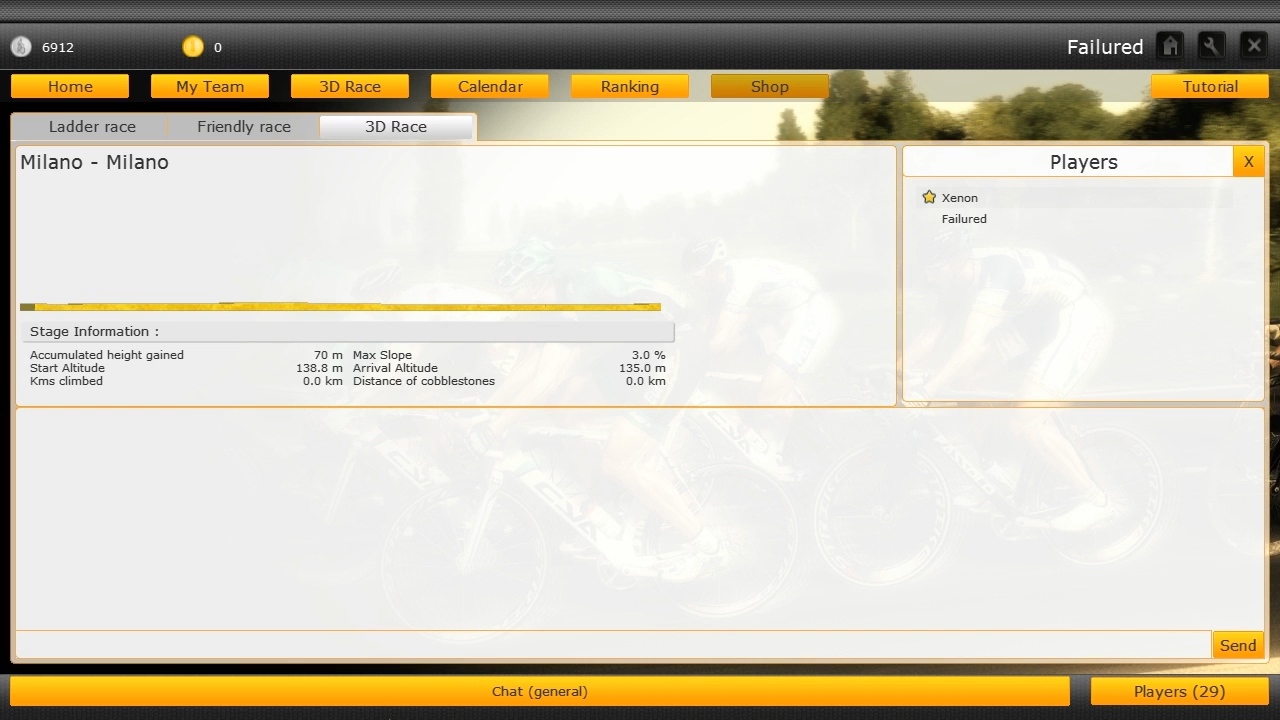 6912 0 Failured
Home My Team 3D Race Calendar Ranking Shop Tutorial
Ladder race Friendly race 3D Race
Milano - Milano
Players X
Xenon
Failured
Stage Information :
Accumulated height gained 70 m Max Slope 3.0 %
Start Altitude 138.8 m Arrival Altitude 135.0 m
Kms climbed 0.0 km Distance of cobblestones 0.0 km
Send
Chat (general) Players (29)